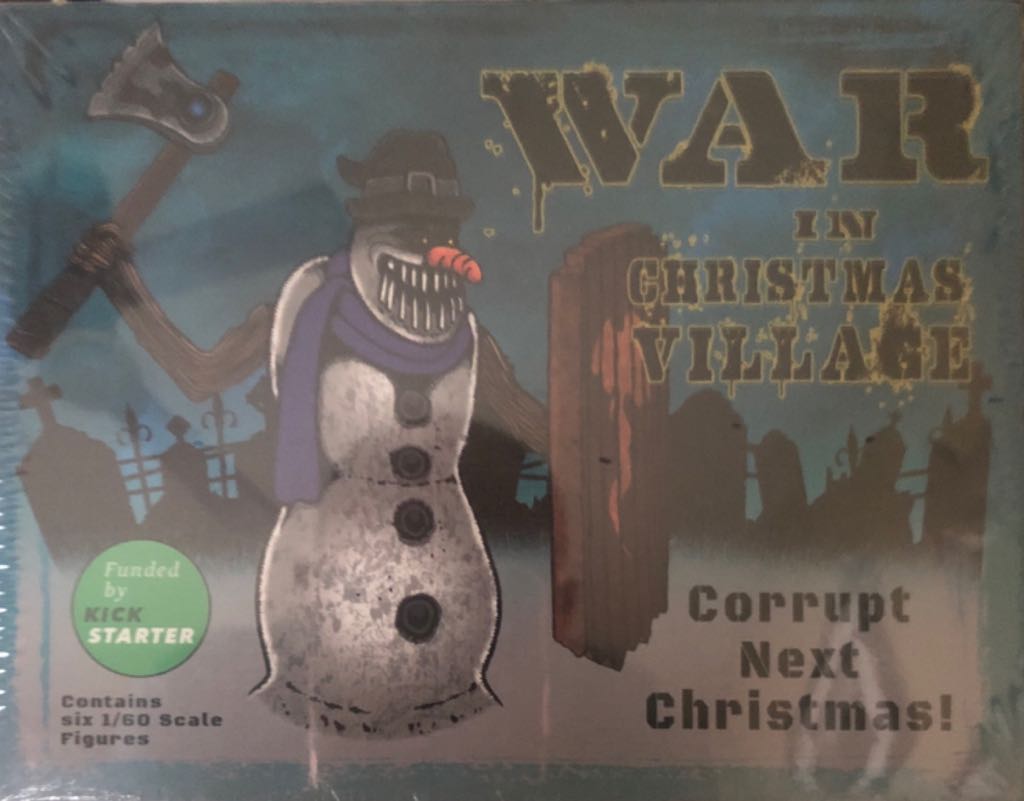 WAR
IN
CHRISTMAS
VILLAGE
Funded
by
KICK
STARTER
Contains
six 1/60 Scale
Figures
Corrupt
Next
Christmas!